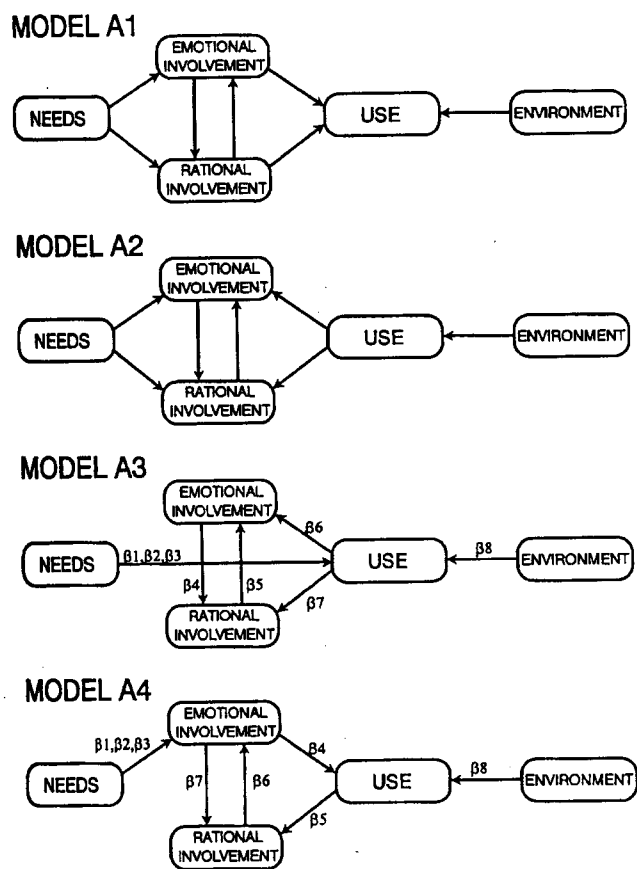 MODEL A1
EMOTIONAL
INVOLVEMENT
NEEDS
USE
ENVIRONMENT
RATIONAL
INVOLVEMENT
MODEL A2
EMOTIONAL
INVOLVEMENT
NEEDS
USE
ENVIRONMENT
RATIONAL
INVOLVEMENT
MODEL A3
EMOTIONAL
INVOLVEMENT
β6
NEEDS
β1,β2,β3
USE
β8
ENVIRONMENT
β4
β5
β7
RATIONAL
INVOLVEMENT
MODEL A4
EMOTIONAL
INVOLVEMENT
β1,β2,β3
β4
NEEDS
β7
β6
USE
β8
ENVIRONMENT
β5
RATIONAL
INVOLVEMENT